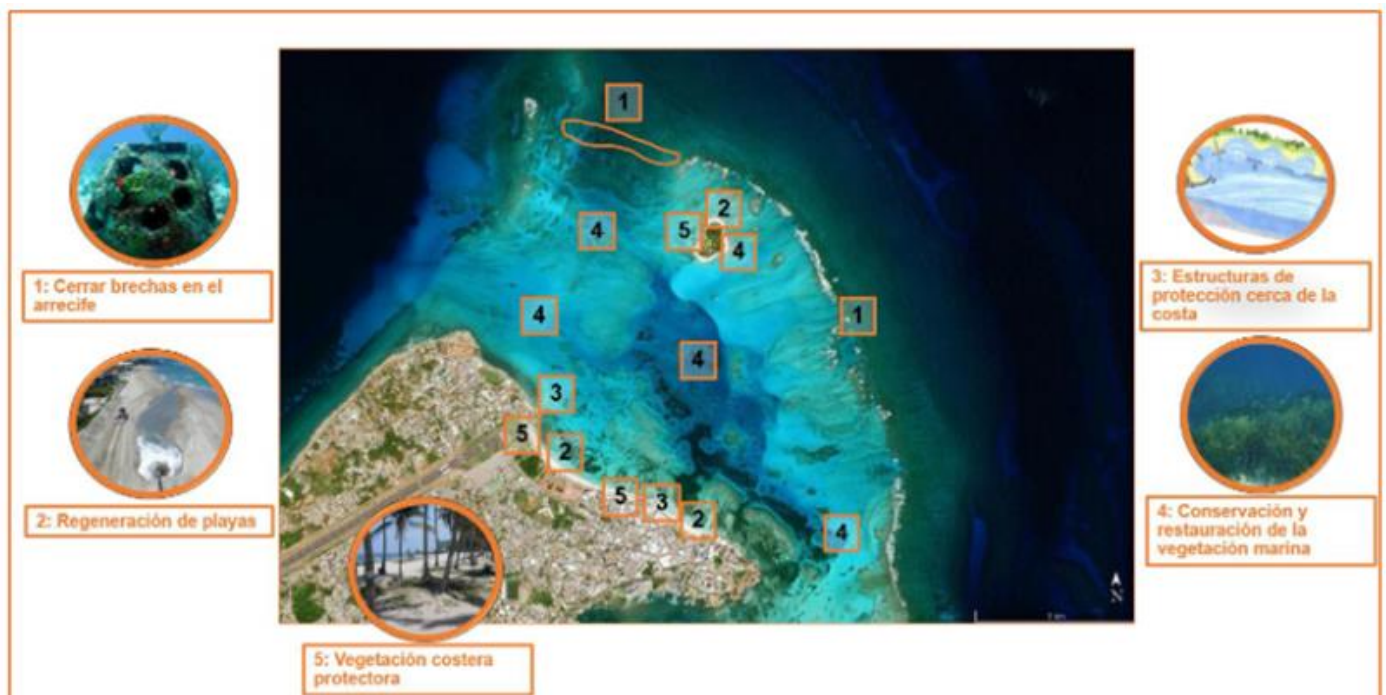 1
2
5
4
4
4
1
4
3
5
2
5
3
2
4
1: Cerrar brechas en el
arrecife
2: Regeneración de playas
3: Estructuras de
protección cerca de la
costa
4: Conservación y
restauración de la
vegetación marina
5: Vegetación costera
protectora
N